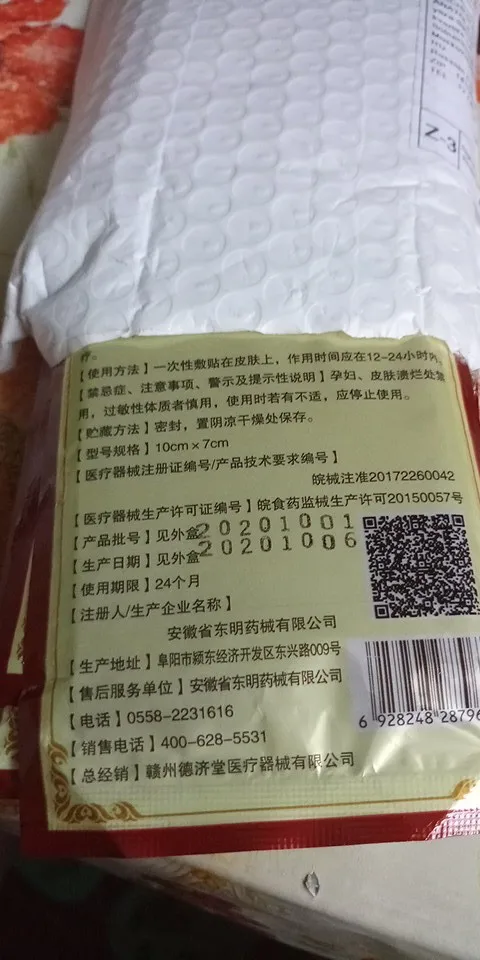 Z-3
疗。
【使用方法】一次性敷贴在皮肤上，作用时间应在12-24小时内。
【禁忌症、注意事项、警示及提示性说明】孕妇、皮肤溃烂处禁
用，过敏性体质者慎用，使用时若有不适，应停止使用。
【贮藏方法】密封，置阴凉干燥处保存。
【型号规格】10cm×7cm
【医疗器械注册证编号/产品技术要求编号】
皖械注准20172260042
【医疗器械生产许可证编号】皖食药监械生产许可20150057号
【产品批号】见外盒20201001
【生产日期】见外盒20201006
【使用期限】24个月
【注册人/生产企业名称】
安徽省东明药械有限公司
【生产地址】阜阳市颍东经济开发区东兴路009号
【售后服务单位】安徽省东明药械有限公司
【电话】0558-2231616
【销售电话】400-628-5531
【总经销】赣州德济堂医疗器械有限公司
6 928248 28796